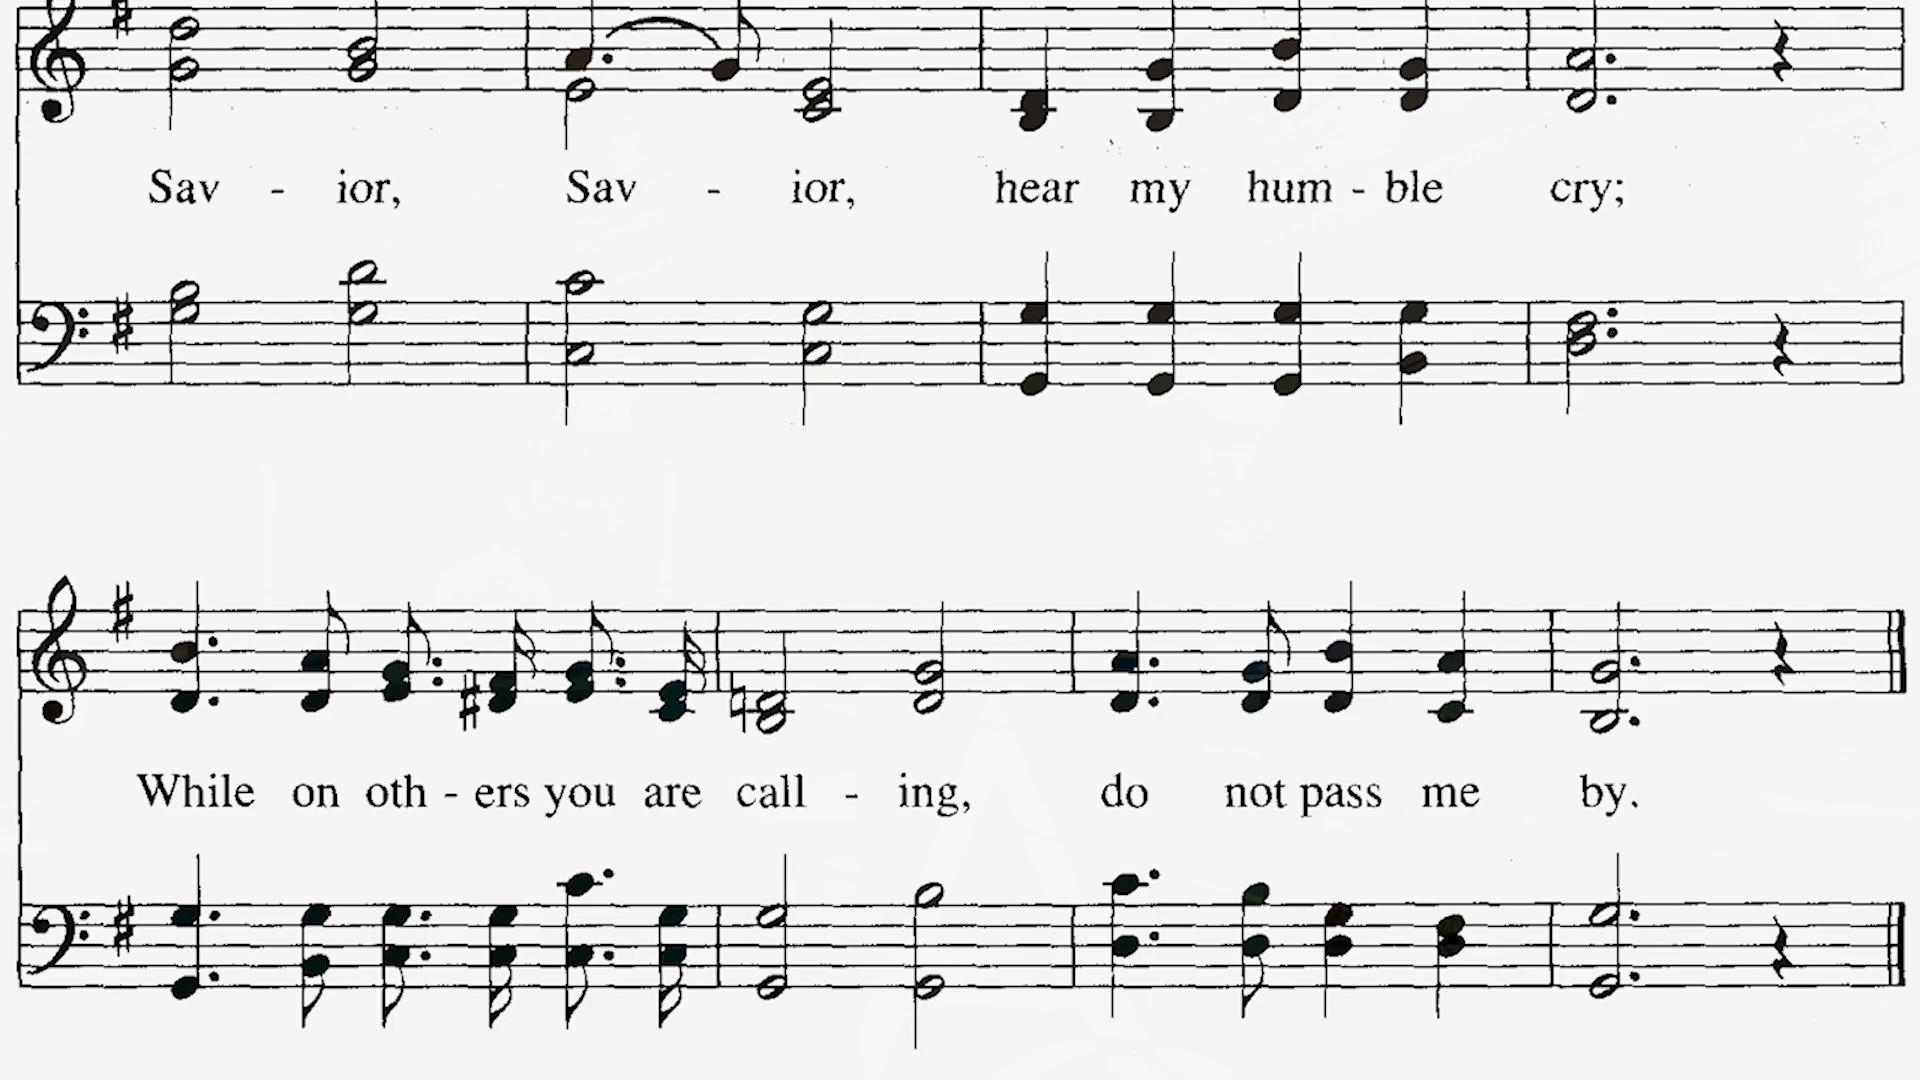 Sav - ior, Sav - ior, hear my hum - ble cry;
While on oth - ers you are call - ing, do not pass me by.